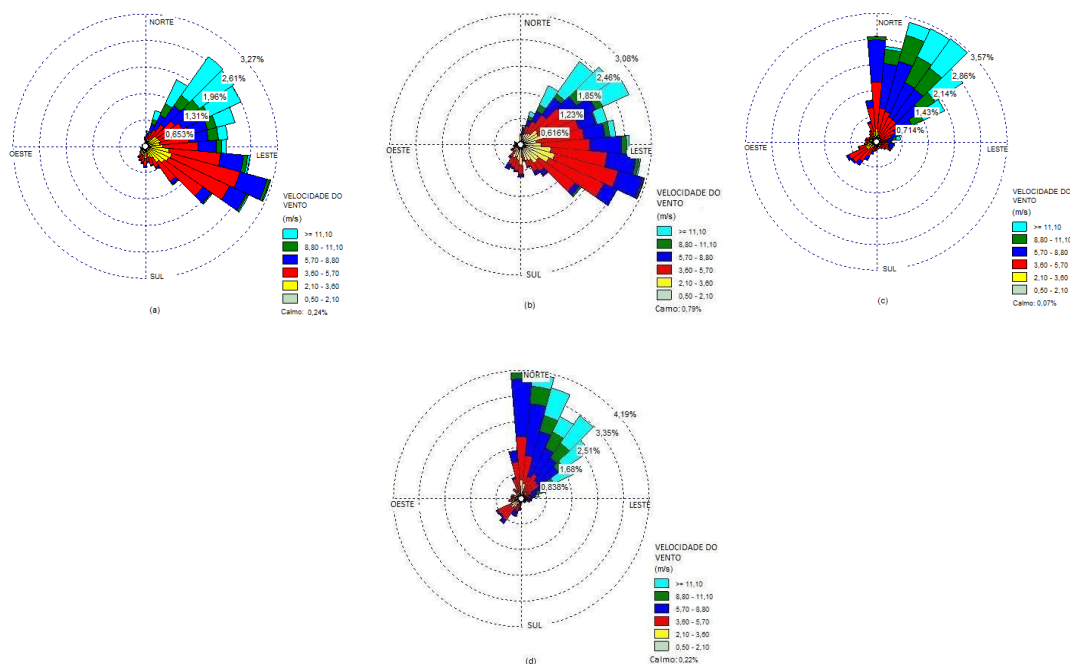 NORTE
3,27%
2,61%
1,96%
1,31%
0,653%
OESTE
LESTE
SUL
VELOCIDADE DO
VENTO
(m/s)
>= 11,10
8,80 - 11,10
5,70 - 8,80
3,60 - 5,70
2,10 - 3,60
0,50 - 2,10
Calmo: 0,24%
(a)
NORTE
3,08%
2,46%
1,85%
1,23%
0,616%
OESTE
LESTE
SUL
VELOCIDADE DO
VENTO
(m/s)
>= 11,10
8,80 - 11,10
5,70 - 8,80
3,60 - 5,70
2,10 - 3,60
0,50 - 2,10
Camo: 0,79%
(b)
NORTE
3,57%
2,86%
2,14%
1,43%
0,714%
OESTE
LESTE
SUL
VELOCIDADE DO
VENTO
(m/s)
>= 11,10
8,80 - 11,10
5,70 - 8,80
3,60 - 5,70
2,10 - 3,60
0,50 - 2,10
Calmo: 0,07%
(c)
NORTE
4,19%
3,35%
2,51%
1,68%
0,838%
OESTE
LESTE
SUL
VELOCIDADE DO
VENTO
(m/s)
>= 11,10
8,80 - 11,10
5,70 - 8,80
3,60 - 5,70
2,10 - 3,60
0,50 - 2,10
Calmo: 0,22%
(d)